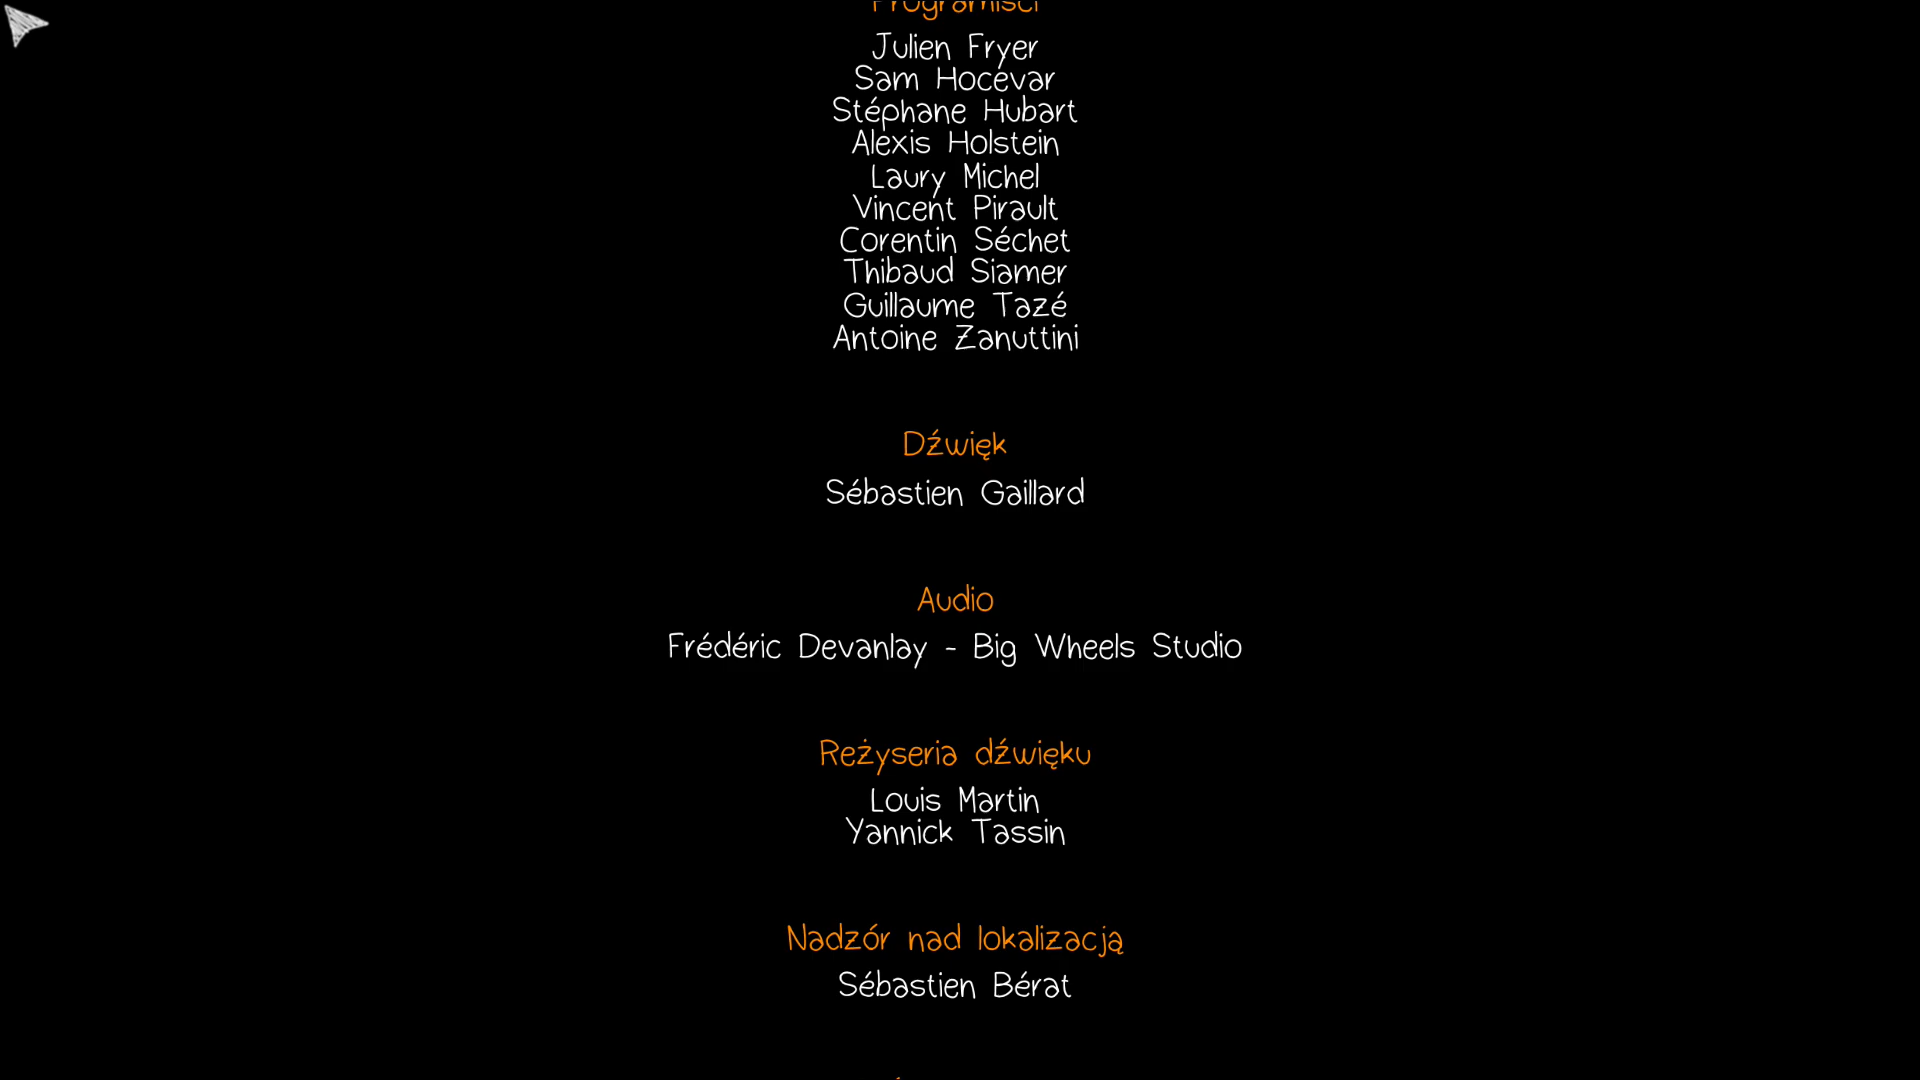 Programiści
Julien Fryer
Sam Hocevar
Stéphane Hubart
Alexis Holstein
Laury Michel
Vincent Pirault
Corentin Séchet
Thibaud Siamer
Guillaume Tazé
Antoine Zanuttini
Dźwięk
Sébastien Gaillard
Audio
Frédéric Devanlay - Big Wheels Studio
Reżyseria dźwięku
Louis Martin
Yannick Tassin
Nadzór nad lokalizacją
Sébastien Bérat